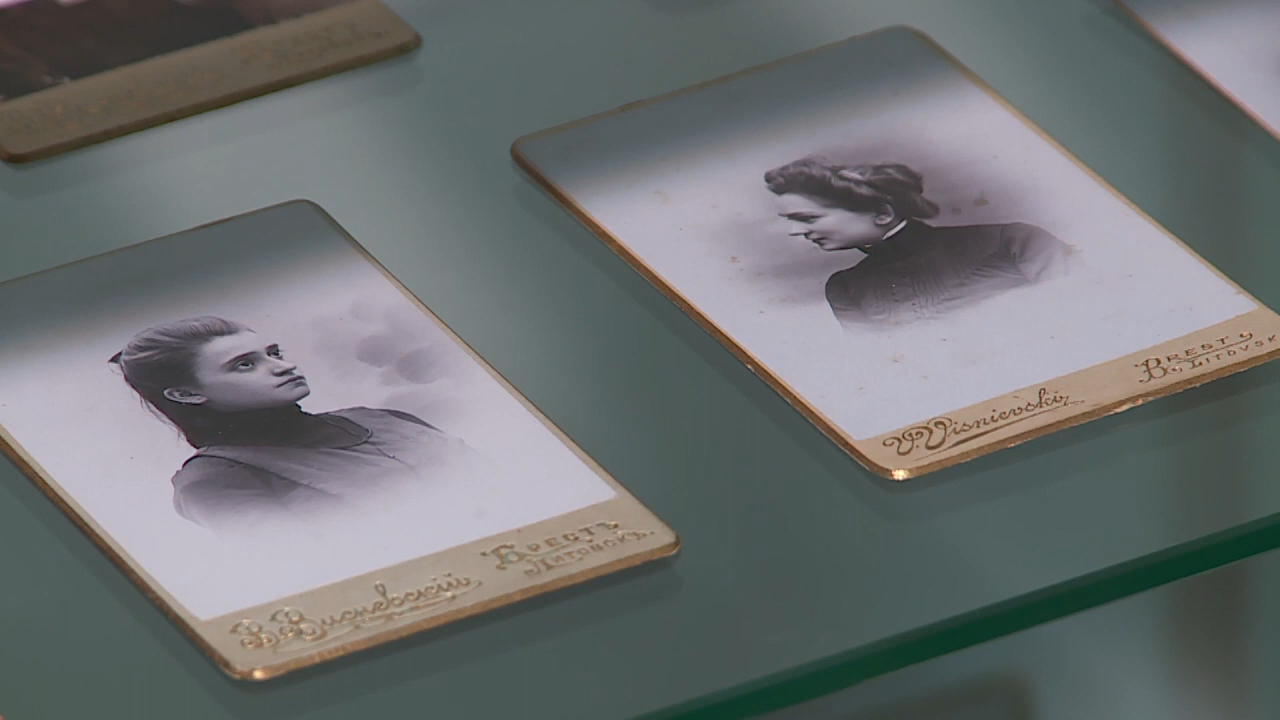 В. Висневскій
Брестъ
Литовскъ.
V. Visnievski
Brest
Litovsk